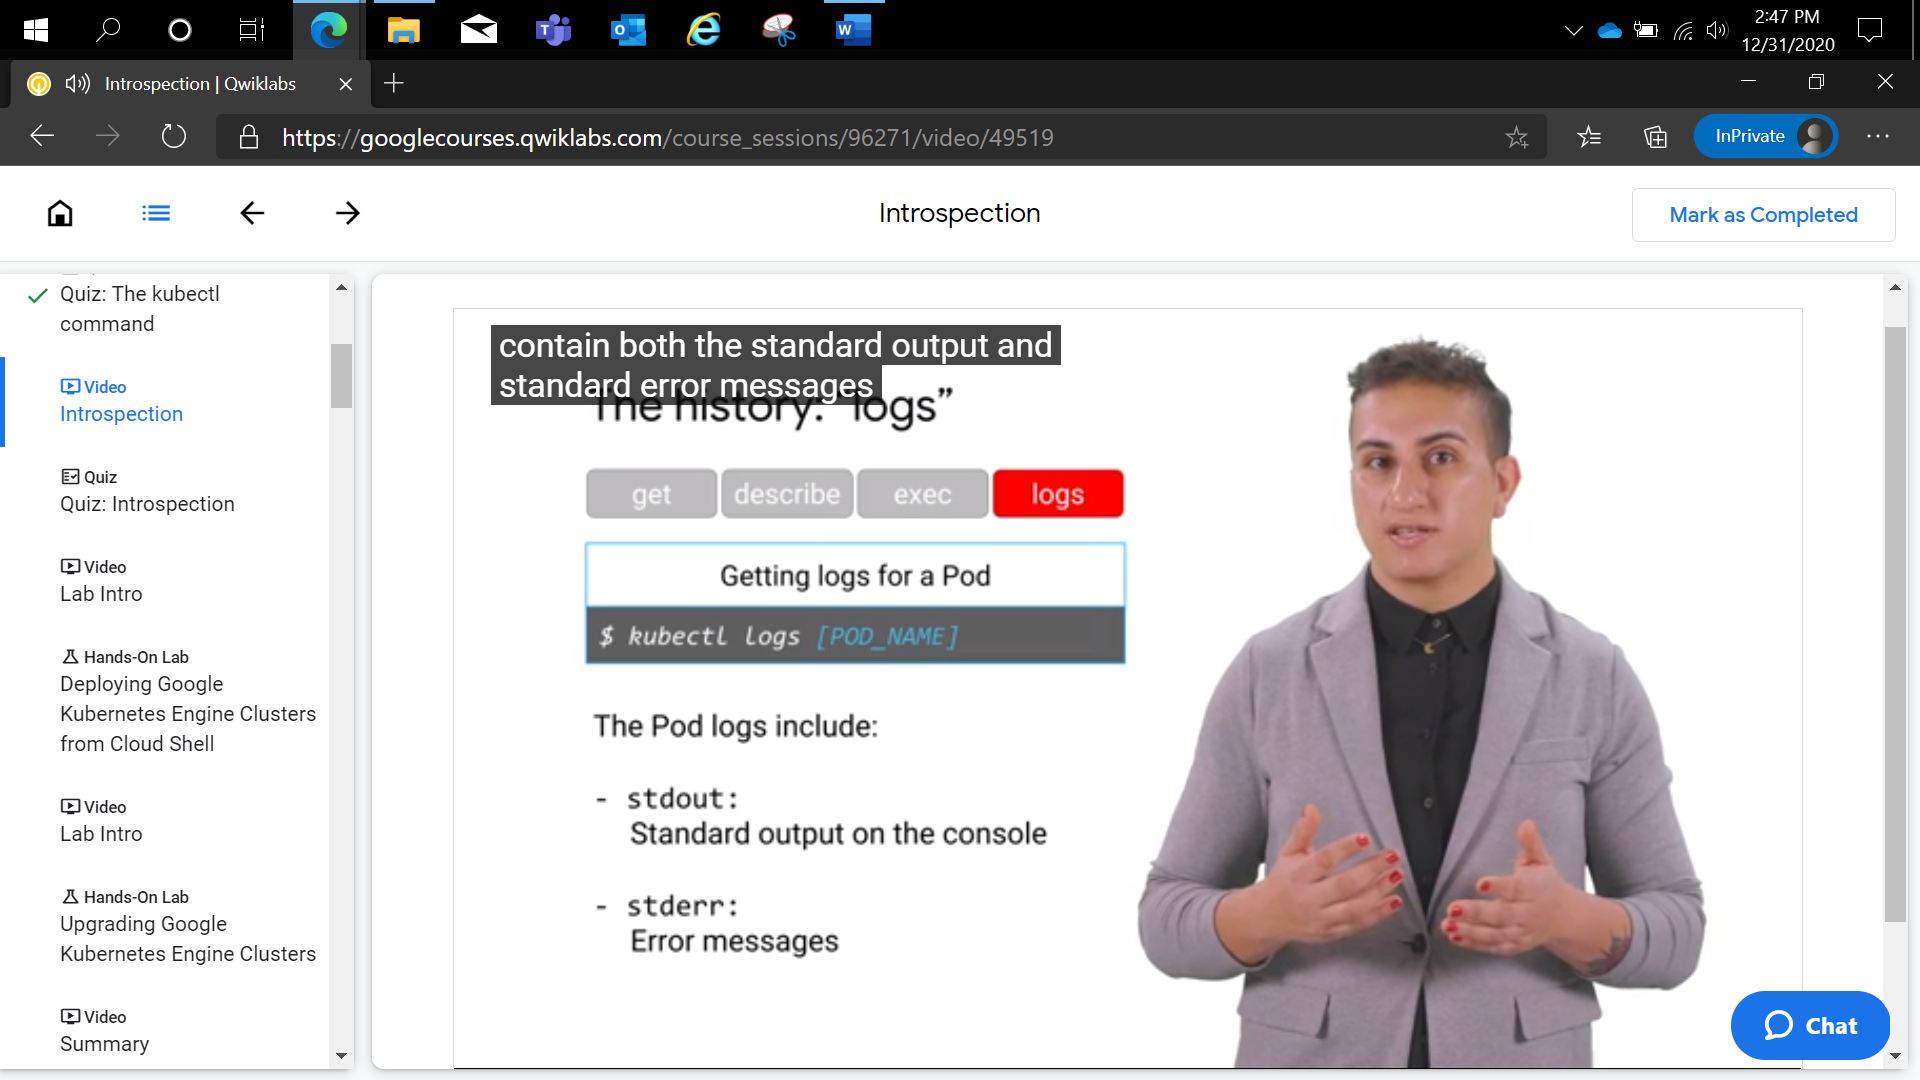 2:47 PM
12/31/2020
Introspection | Qwiklabs
https://googlecourses.qwiklabs.com/course_sessions/96271/video/49519
InPrivate
Introspection
Mark as Completed
Quiz: The kubectl
command
Video
Introspection
Quiz
Quiz: Introspection
Video
Lab Intro
Hands-On Lab
Deploying Google
Kubernetes Engine Clusters
from Cloud Shell
Video
Lab Intro
Hands-On Lab
Upgrading Google
Kubernetes Engine Clusters
Video
Summary
contain both the standard output and
standard error messages
The history: "logs”
get describe exec logs
Getting logs for a Pod
$ kubectl logs [POD_NAME]
The Pod logs include:
- stdout:
Standard output on the console
- stderr:
Error messages
Chat